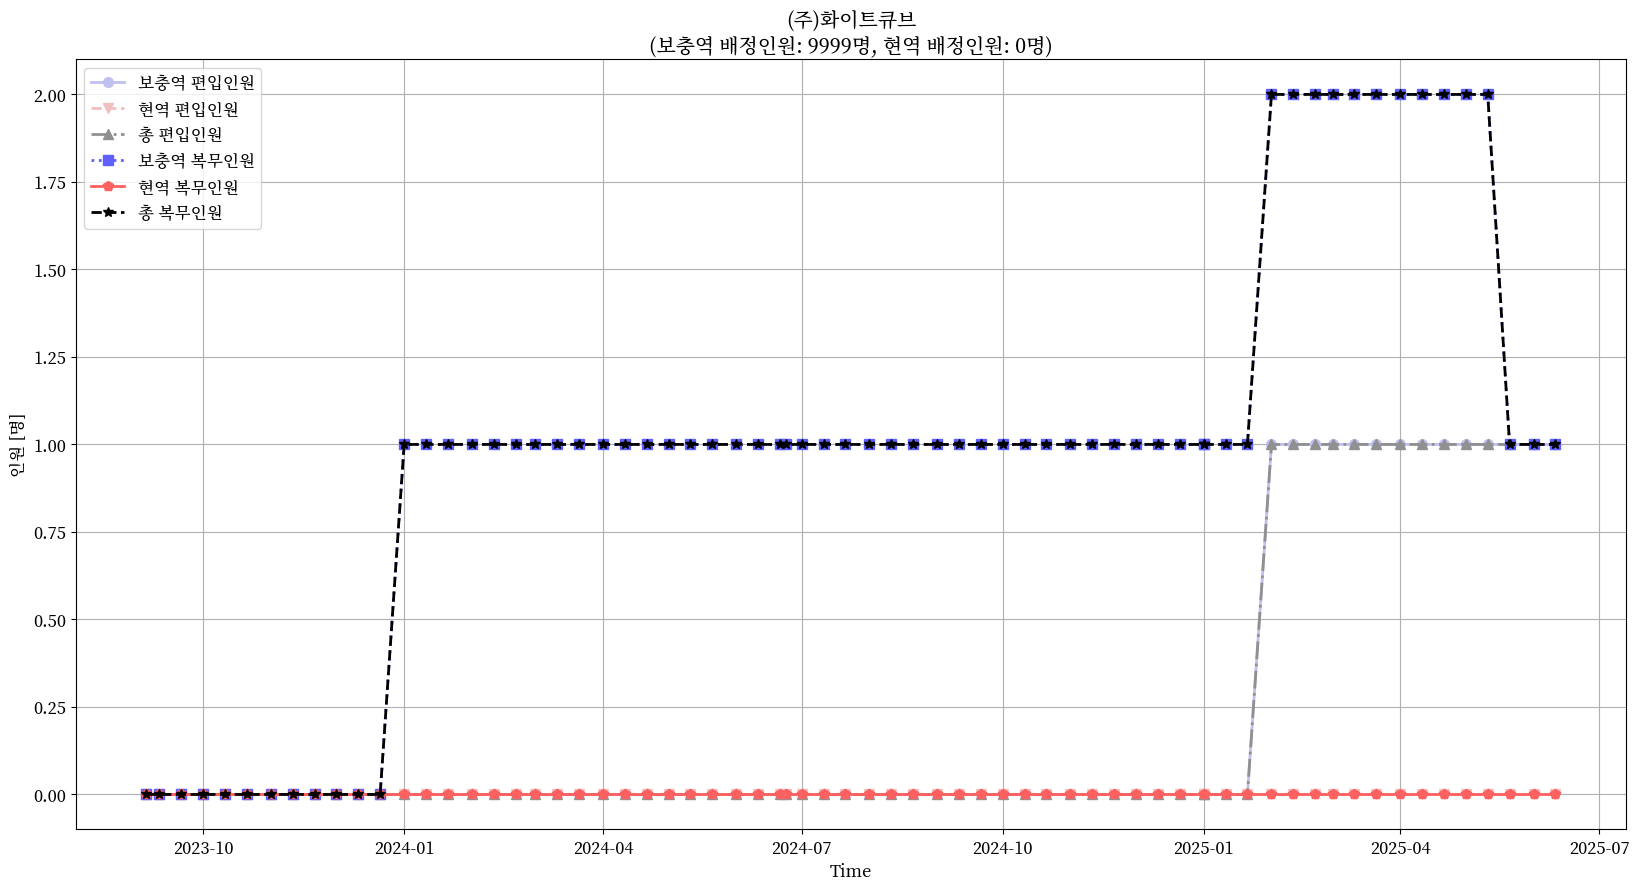 (주)화이트큐브
(보충역 배정인원: 9999명, 현역 배정인원: 0명)
보충역 편입인원
현역 편입인원
총 편입인원
보충역 복무인원
현역 복무인원
총 복무인원
2.00
1.75
1.50
1.25
1.00
0.75
0.50
0.25
0.00
인원 [명]
2023-10
2024-01
2024-04
2024-07
2024-10
2025-01
2025-04
2025-07
Time